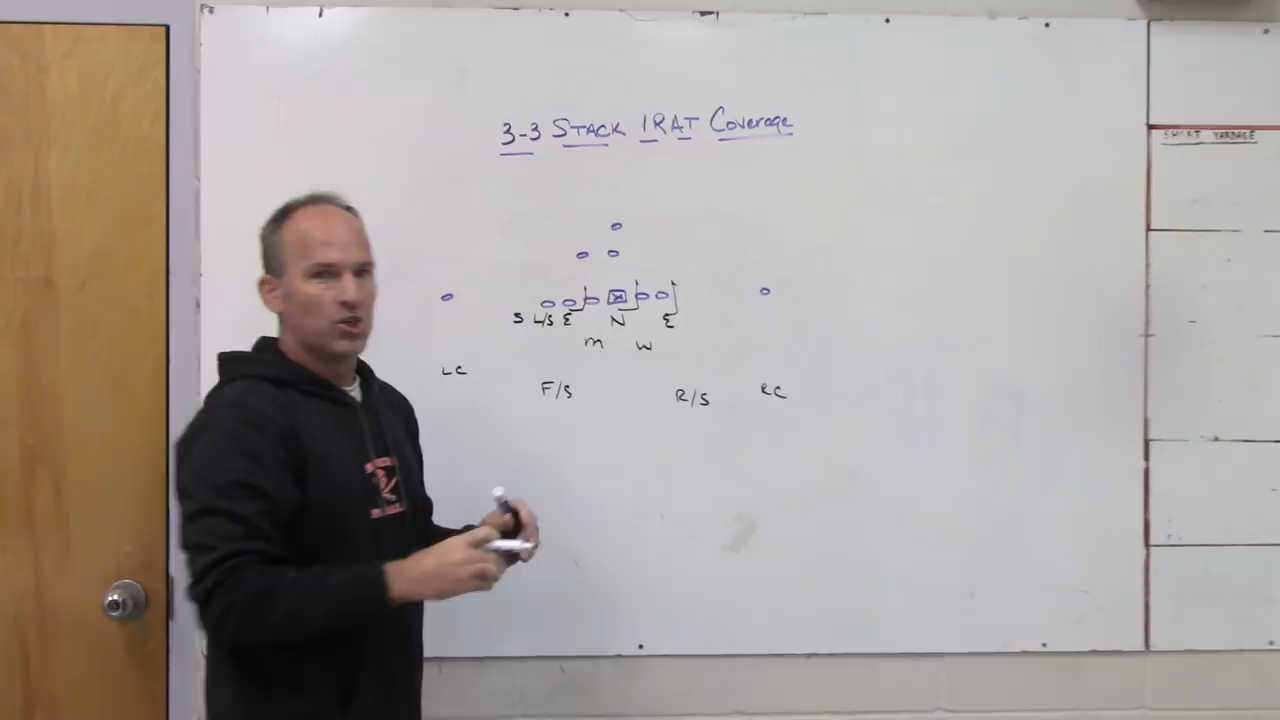 3-3 STACK 1RAT Coverage
SHORT YARDAGE
S L/S E N E
M W
LC
F/S R/S RC